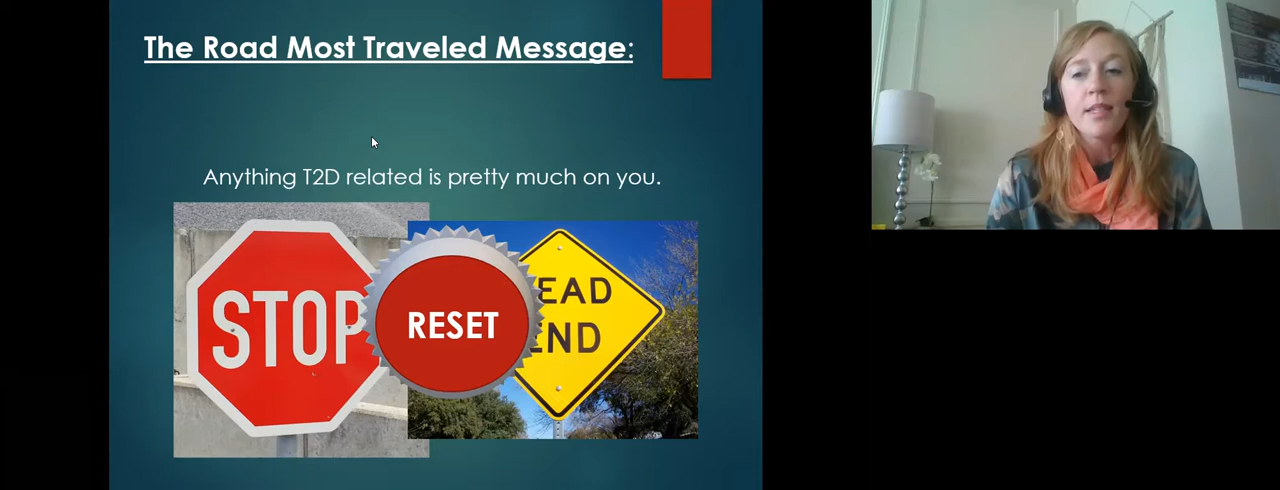 The Road Most Traveled Message:
Anything T2D related is pretty much on you.
STOP
RESET
EAD
END